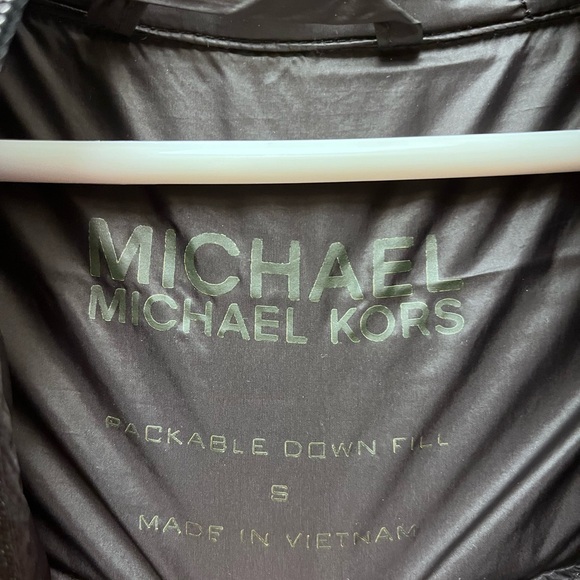 MICHAEL
MICHAEL KORS
PACKABLE DOWN FILL
S
MADE IN VIETNAM